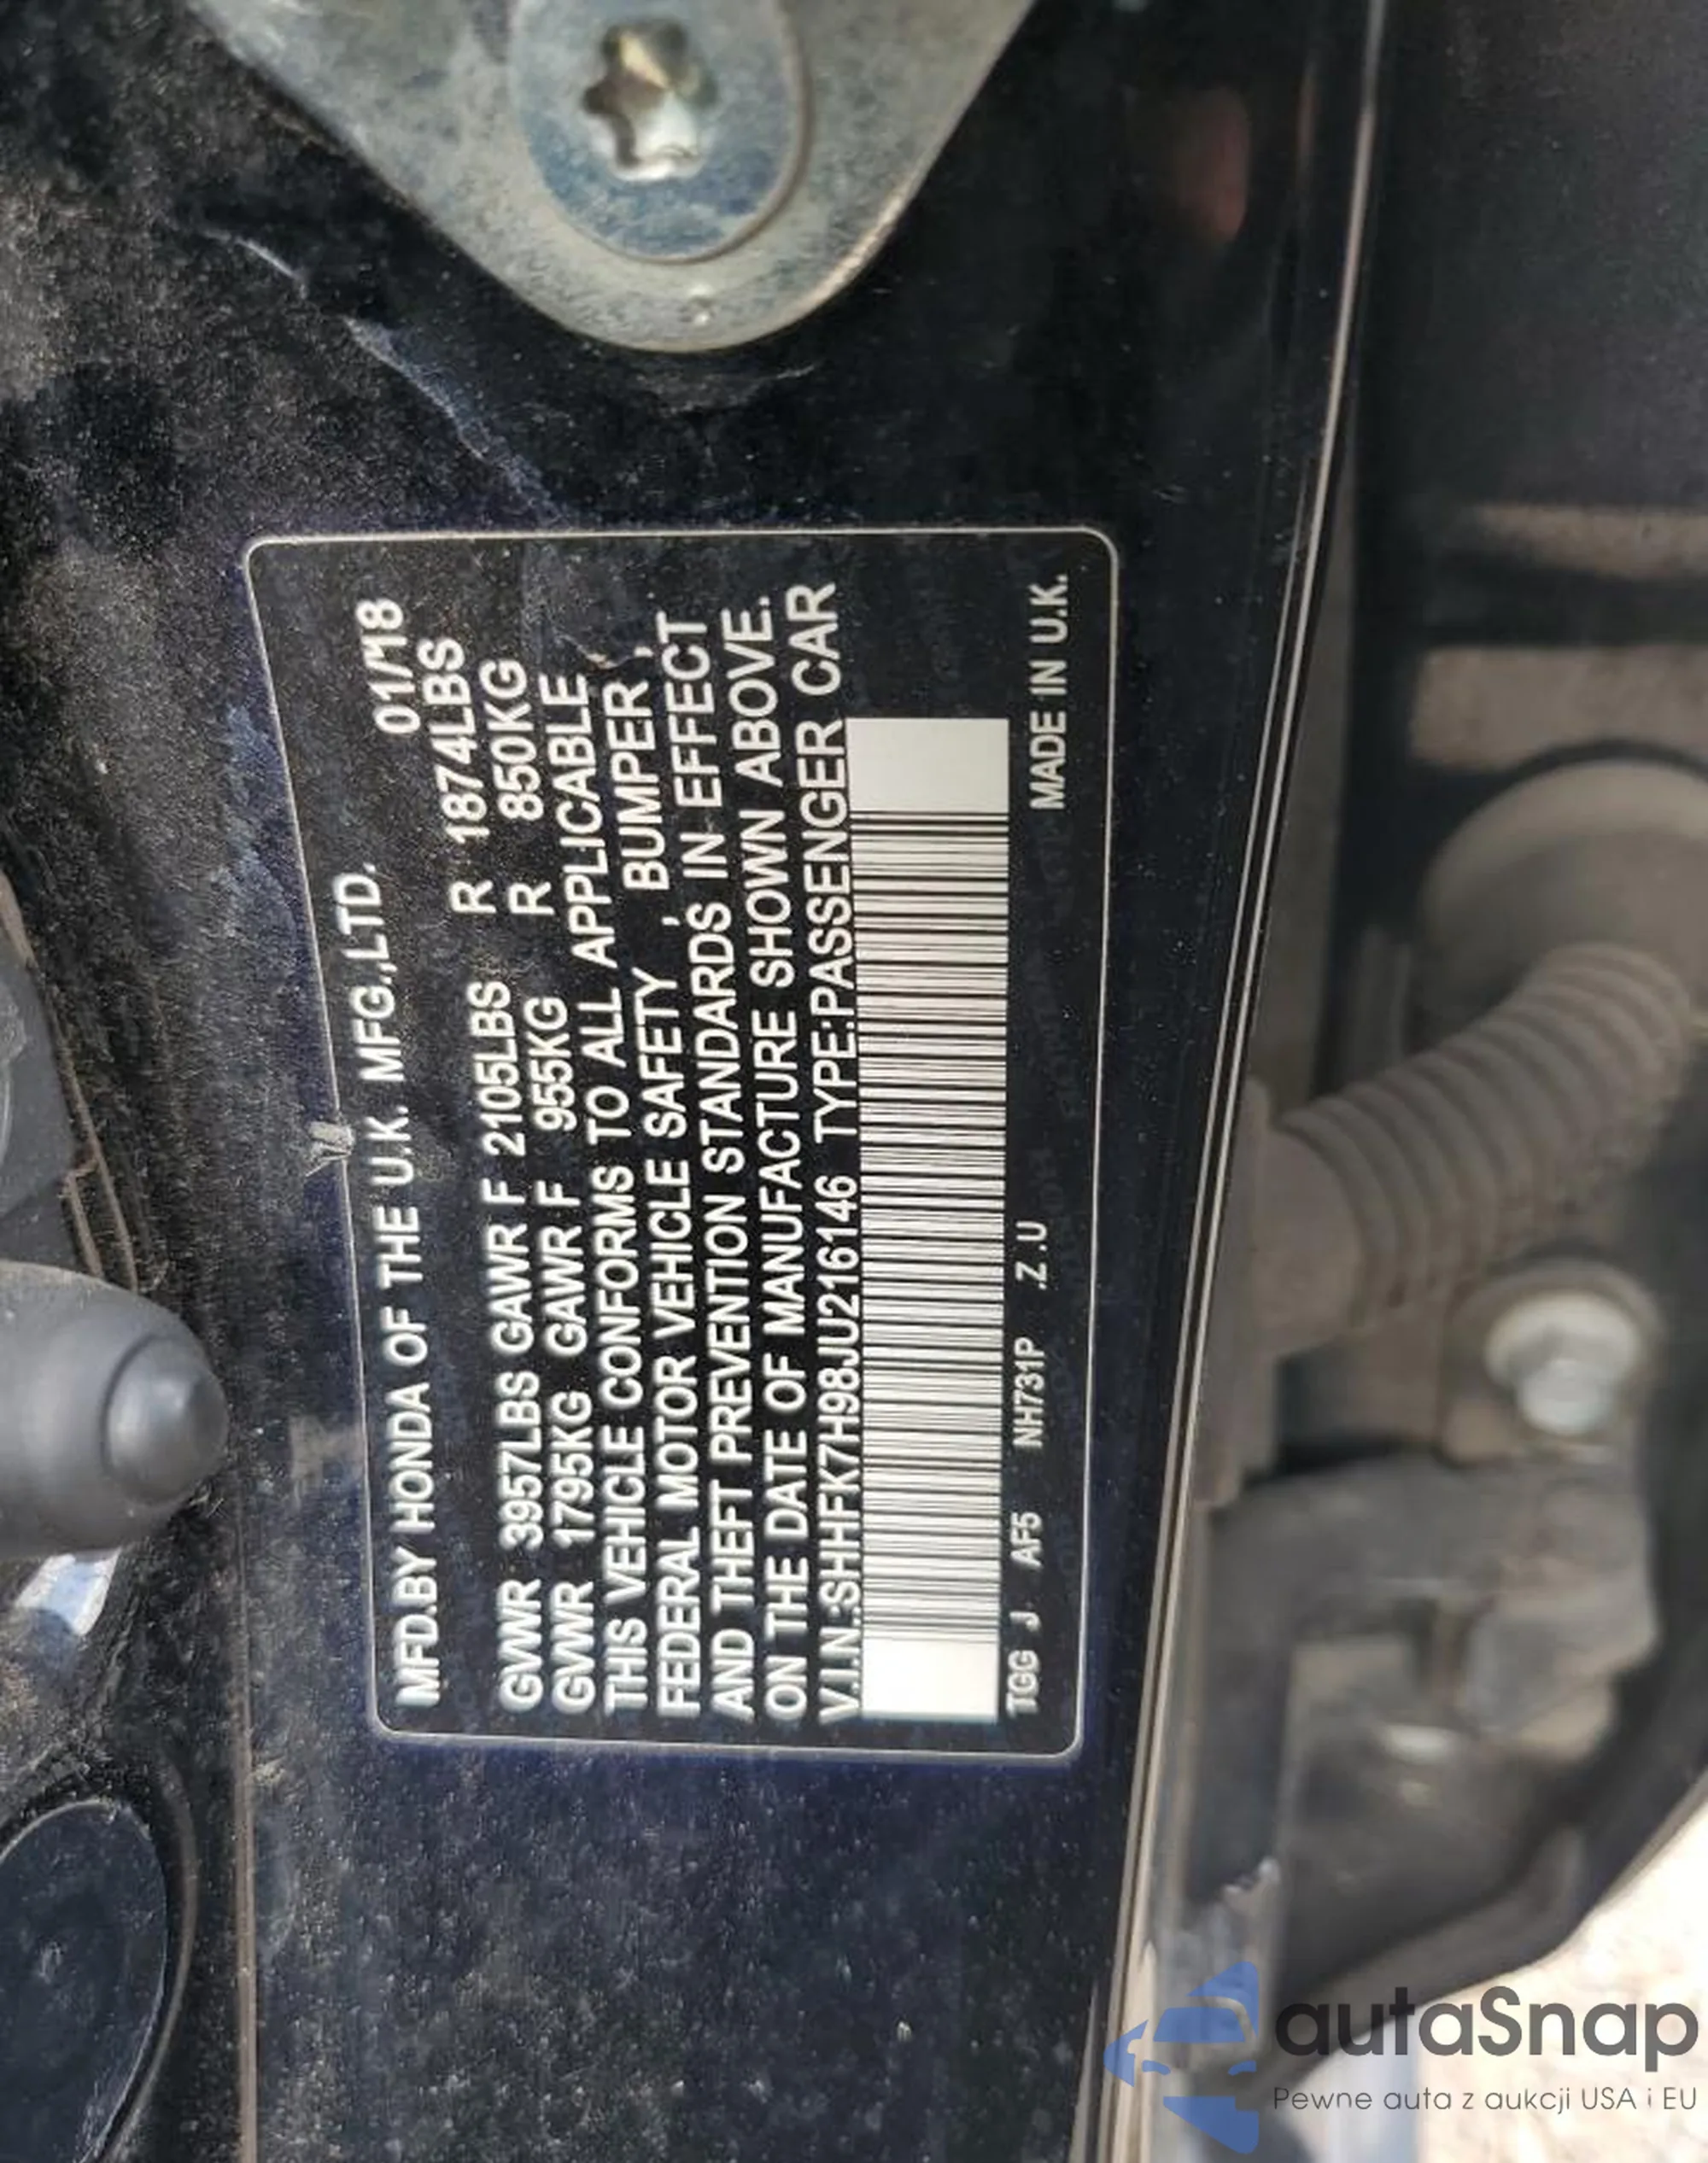 MFD.BY HONDA OF THE U.K. MFG.,LTD. 01/18
GVWR 3957LBS GAWR F 2105LBS R 1874LBS
GVWR 1795KG GAWR F 955KG R 850KG
THIS VEHICLE CONFORMS TO ALL APPLICABLE
FEDERAL MOTOR VEHICLE SAFETY , BUMPER ,
AND THEFT PREVENTION STANDARDS IN EFFECT
ON THE DATE OF MANUFACTURE SHOWN ABOVE.
V.I.N.:SHHFK7H98JU216146 TYPE:PASSENGER CAR
TGG J AF5 NH731P Z.U MADE IN U.K.
autaSnap
Pewne auta z aukcji USA i EU